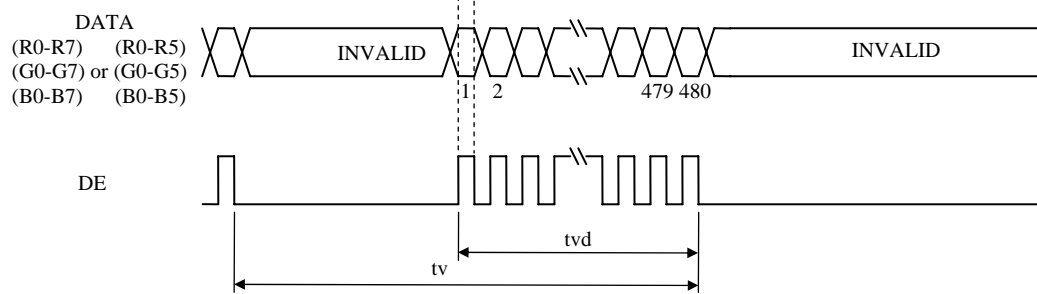 DATA
(R0-R7) (R0-R5)
(G0-G7) or (G0-G5)
(B0-B7) (B0-B5)
INVALID
INVALID
1 2 479 480
DE
tvd
tv